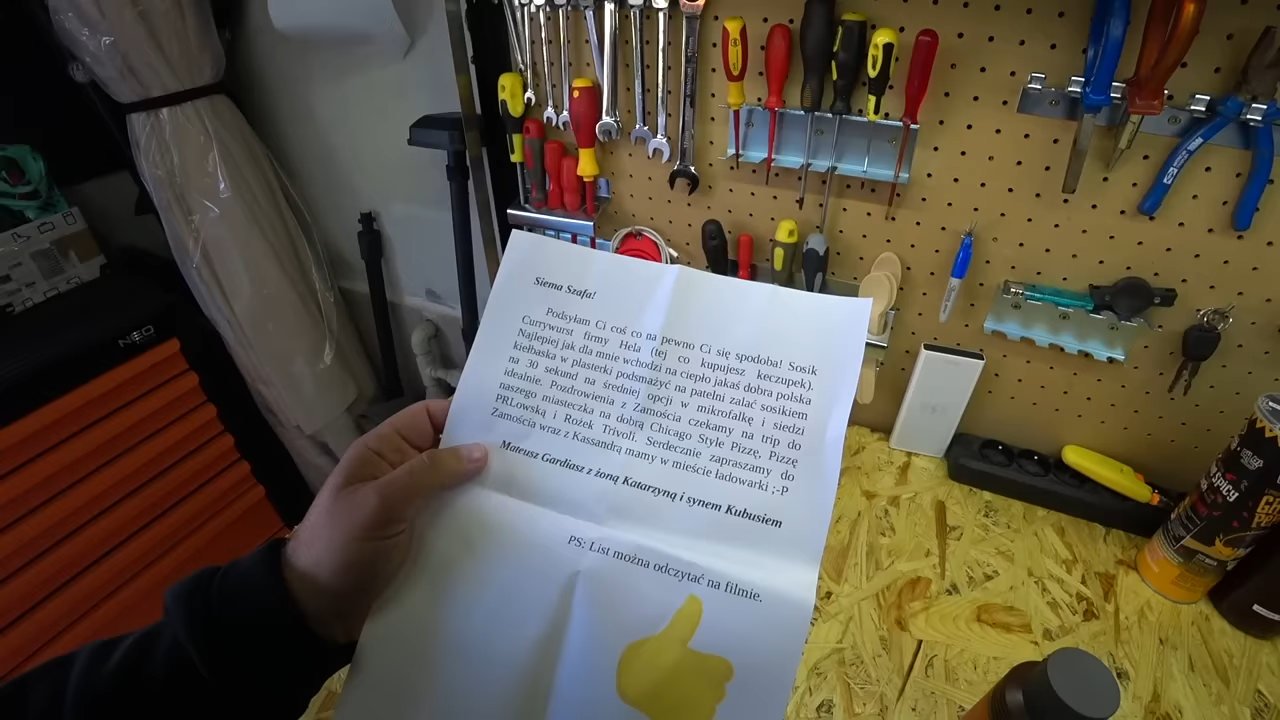 Siema Szafa!
Podsyłam Ci coś co na pewno Ci się spodoba! Sosik
Currywurst firmy Hela (tej co kupujesz keczupek).
Najlepiej jak dla mnie wchodzi na ciepło jakaś dobra polska
kiełbaska w plasterki podsmażyć na patelni zalać sosikiem
na 30 sekund na średniej opcji w mikrofalkę i siedzi
idealnie. Pozdrowienia z Zamościa czekamy na trip do
naszego miasteczka na dobrą Chicago Style Pizzę, Pizzę
PRLowską i Rożek Trivoli. Serdecznie zapraszamy do
Zamościa wraz z Kassandrą mamy w mieście ładowarki ;-P
Mateusz Gardiasz z żoną Katarzyną i synem Kubusiem
PS: List można odczytać na filmie.
NEO
SPICY